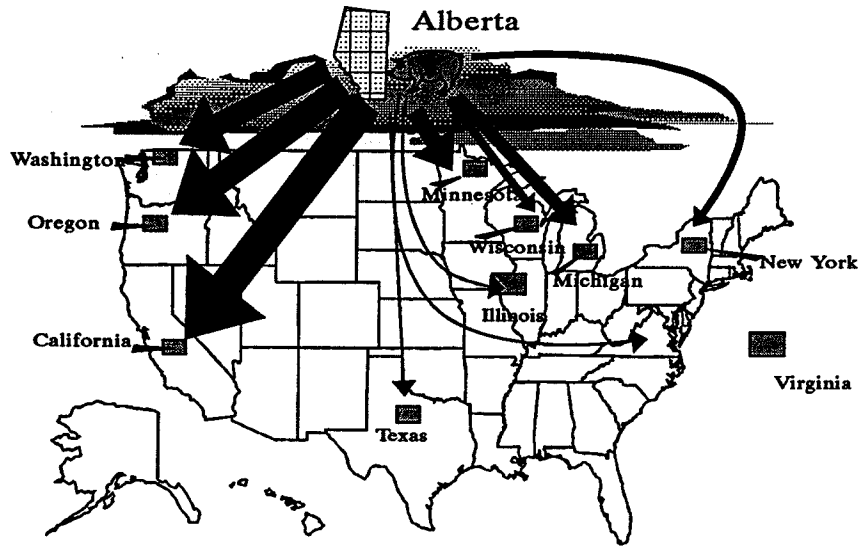 Alberta
Washington
Minnesota
Oregon
Wisconsin
New York
Michigan
Illinois
California
Virginia
Texas